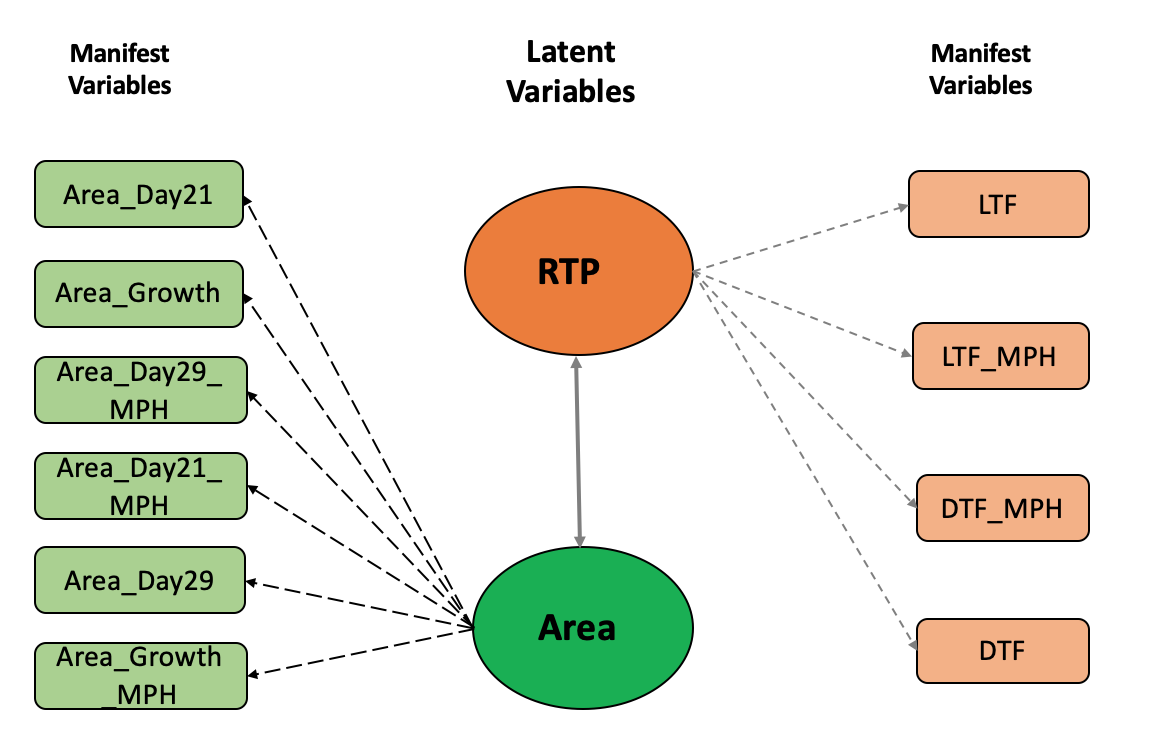 Manifest
Variables
Latent
Variables
Manifest
Variables
Area_Day21
Area_Growth
Area_Day29_
MPH
Area_Day21_
MPH
Area_Day29
Area_Growth
_MPH
RTP
Area
LTF
LTF_MPH
DTF_MPH
DTF